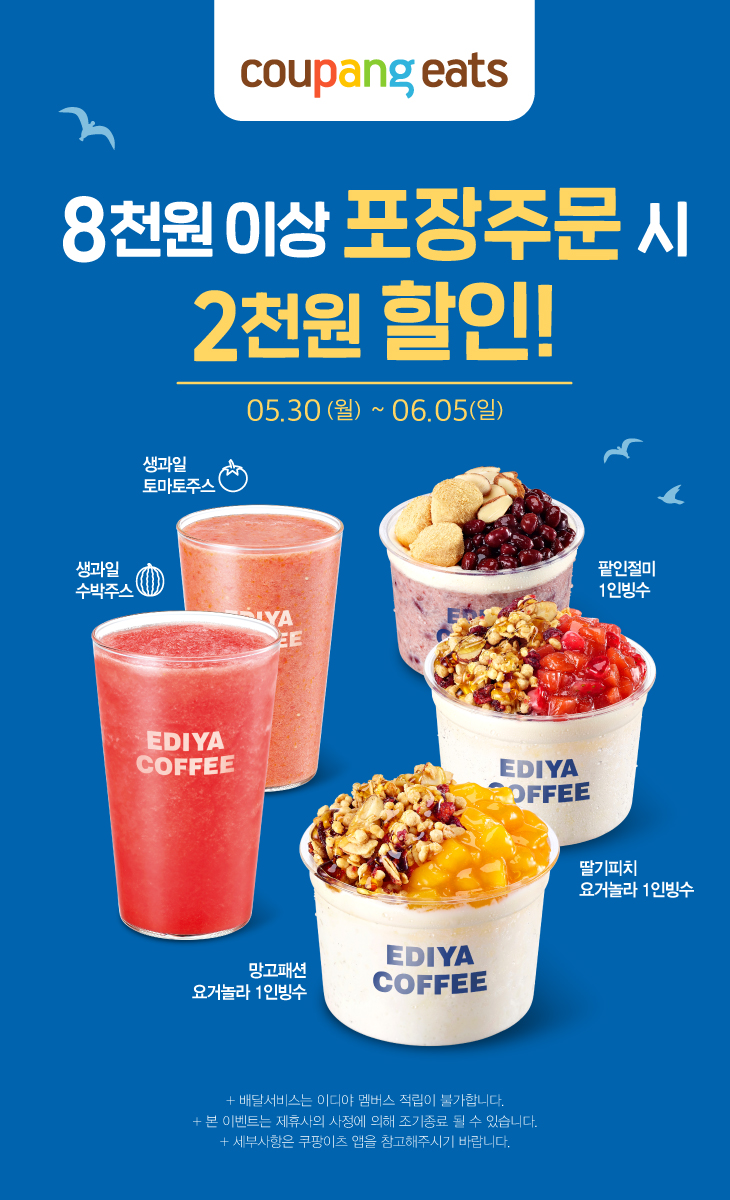 coupang eats
8천원 이상 포장주문 시
2천원 할인!
05.30 (월) ~ 06.05(일)
생과일
토마토주스
생과일
수박주스
팥인절미
1인빙수
EDIYA
COFFEE
EDIYA
COFFEE
딸기피치
요거놀라 1인빙수
EDIYA
COFFEE
망고패션
요거놀라 1인빙수
+ 배달서비스는 이디야 멤버스 적립이 불가합니다.
+ 본 이벤트는 제휴사의 사정에 의해 조기종료 될 수 있습니다.
+ 세부사항은 쿠팡이츠 앱을 참고해주시기 바랍니다.